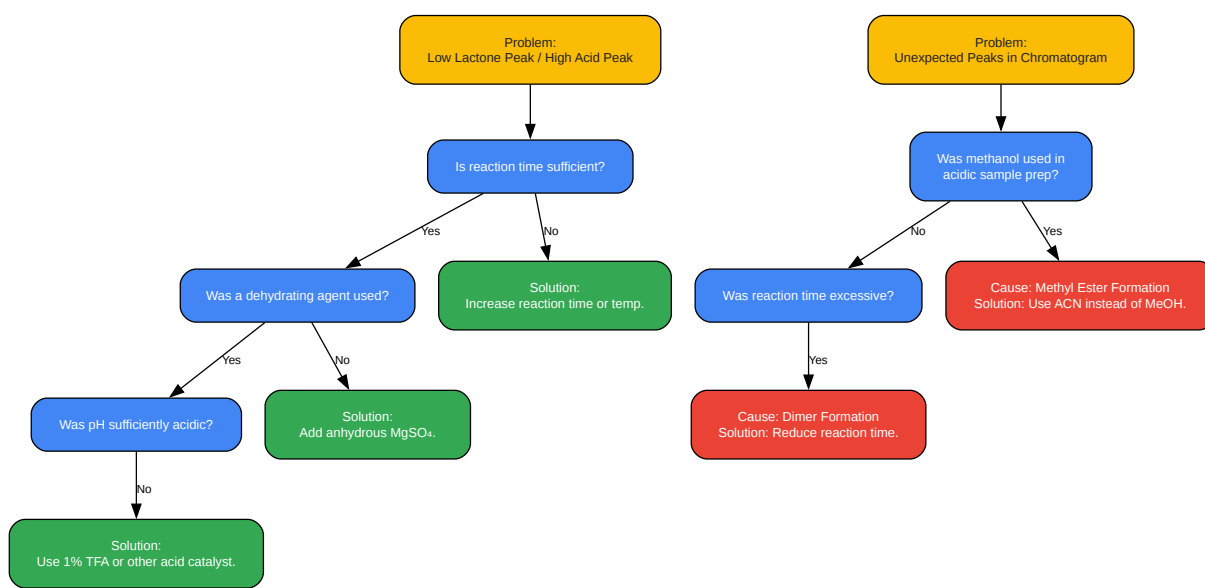 Problem:
Low Lactone Peak / High Acid Peak
Problem:
Unexpected Peaks in Chromatogram
Is reaction time sufficient?
Was methanol used in
acidic sample prep?
Yes
No
No
Yes
Was a dehydrating agent used?
Solution:
Increase reaction time or temp.
Was reaction time excessive?
Cause: Methyl Ester Formation
Solution: Use ACN instead of MeOH.
Yes
No
Yes
Was pH sufficiently acidic?
Solution:
Add anhydrous MgSO₄.
Cause: Dimer Formation
Solution: Reduce reaction time.
No
Solution:
Use 1% TFA or other acid catalyst.